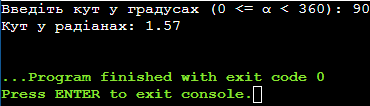 Введіть кут у градусах (0 <= α < 360): 90
Кут у радіанах: 1.57
...Program finished with exit code 0
Press ENTER to exit console.